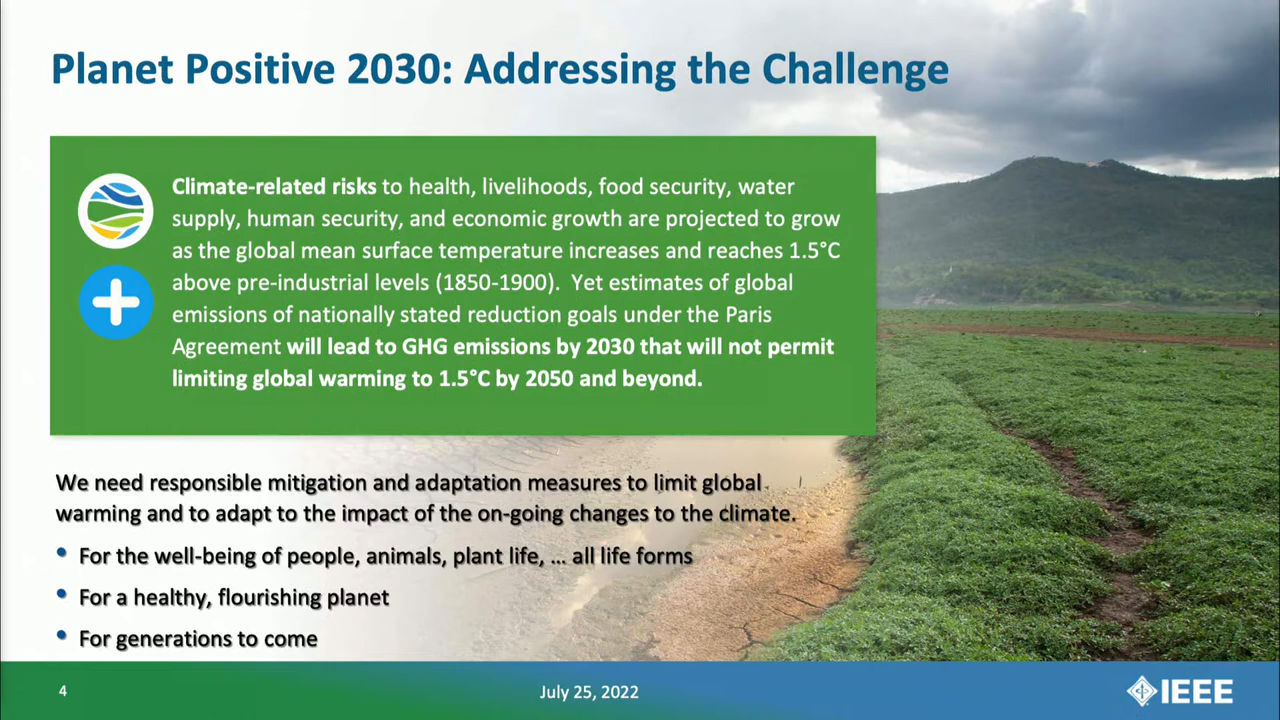 Planet Positive 2030: Addressing the Challenge
Climate-related risks to health, livelihoods, food security, water
supply, human security, and economic growth are projected to grow
as the global mean surface temperature increases and reaches 1.5°C
above pre-industrial levels (1850-1900).  Yet estimates of global
emissions of nationally stated reduction goals under the Paris
Agreement will lead to GHG emissions by 2030 that will not permit
limiting global warming to 1.5°C by 2050 and beyond.
We need responsible mitigation and adaptation measures to limit global
warming and to adapt to the impact of the on-going changes to the climate.
• For the well-being of people, animals, plant life, ... all life forms
• For a healthy, flourishing planet
• For generations to come
4
July 25, 2022
IEEE